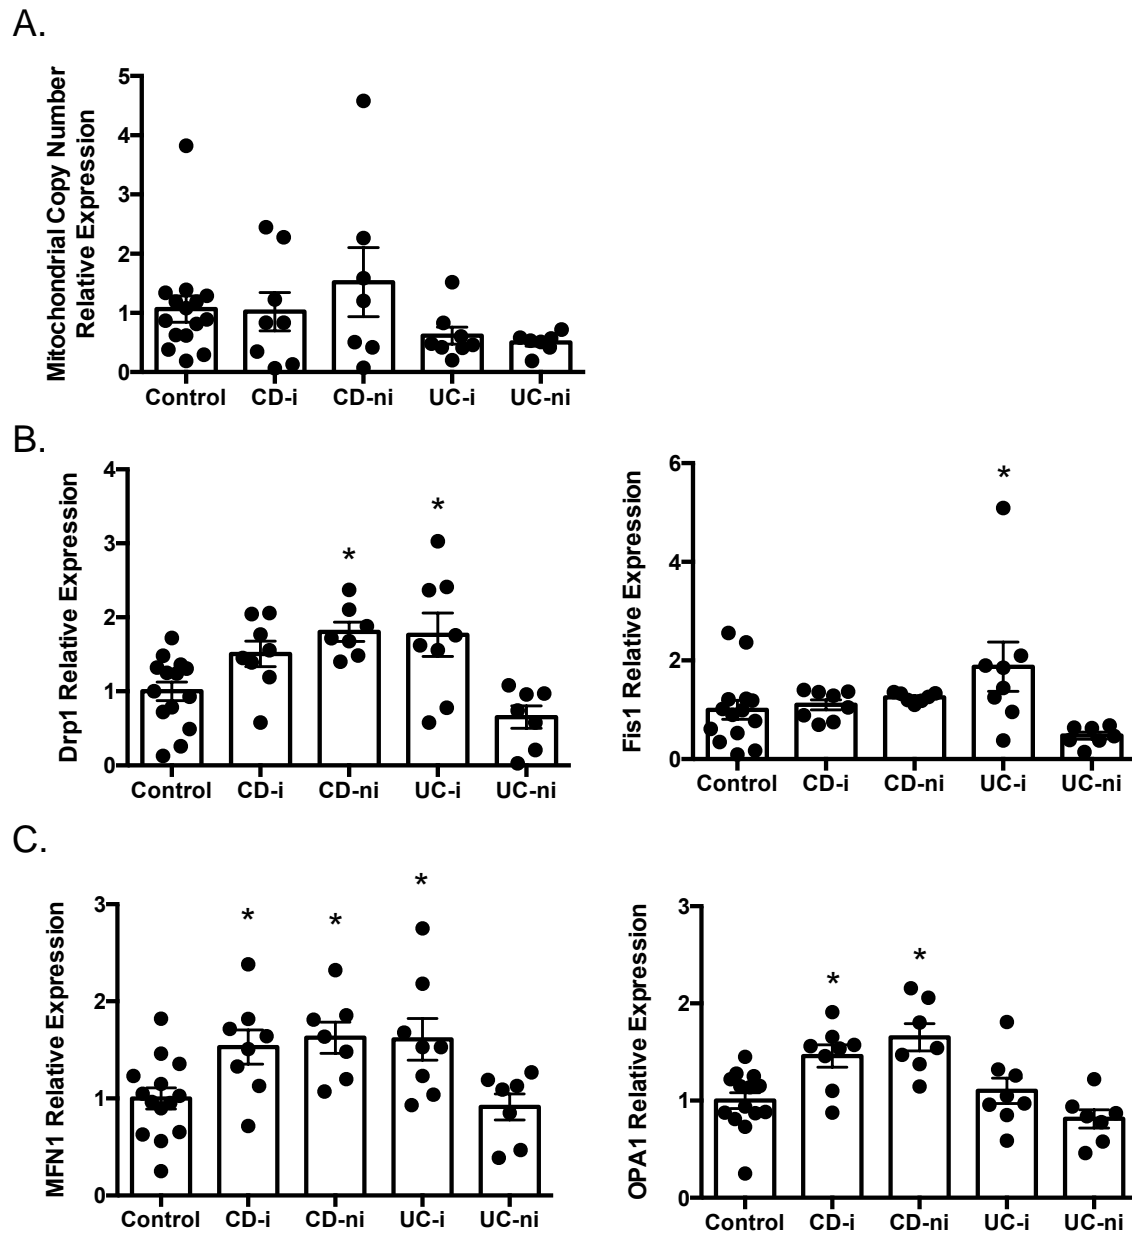 A.
Mitochondrial Copy Number
Relative Expression
5
4
3
2
1
0
Control CD-i CD-ni UC-i UC-ni
B.
Drp1 Relative Expression
4
3
2
1
0
* *
Control CD-i CD-ni UC-i UC-ni
Fis1 Relative Expression
6
4
2
0
*
Control CD-i CD-ni UC-i UC-ni
C.
MFN1 Relative Expression
3
2
1
0
* * *
Control CD-i CD-ni UC-i UC-ni
OPA1 Relative Expression
3
2
1
0
* *
Control CD-i CD-ni UC-i UC-ni